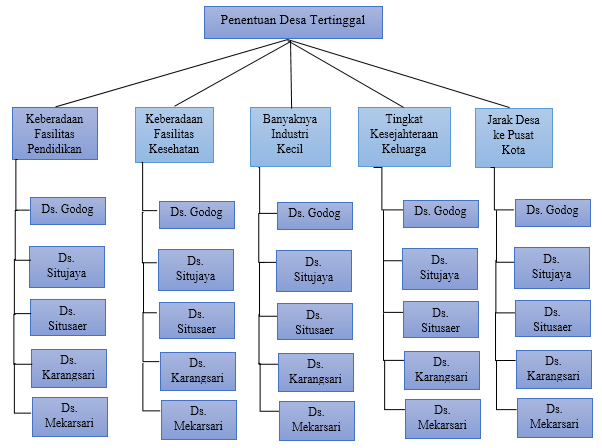 Penentuan Desa Tertinggal
Keberadaan
Fasilitas
Pendidikan
Keberadaan
Fasilitas
Kesehatan
Banyaknya
Industri
Kecil
Tingkat
Kesejahteraan
Keluarga
Jarak Desa
ke Pusat
Kota
Ds. Godog
Ds.
Situjaya
Ds.
Situsaer
Ds.
Karangsari
Ds.
Mekarsari
Ds. Godog
Ds.
Situjaya
Ds.
Situsaer
Ds.
Karangsari
Ds.
Mekarsari
Ds. Godog
Ds.
Situjaya
Ds.
Situsaer
Ds.
Karangsari
Ds.
Mekarsari
Ds. Godog
Ds.
Situjaya
Ds.
Situsaer
Ds.
Karangsari
Ds.
Mekarsari
Ds. Godog
Ds.
Situjaya
Ds.
Situsaer
Ds.
Karangsari
Ds.
Mekarsari